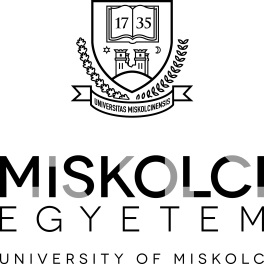 17 35
UNIVERSITAS MISKOLCINENSIS
MISKOLCI
EGYETEM
UNIVERSITY OF MISKOLC